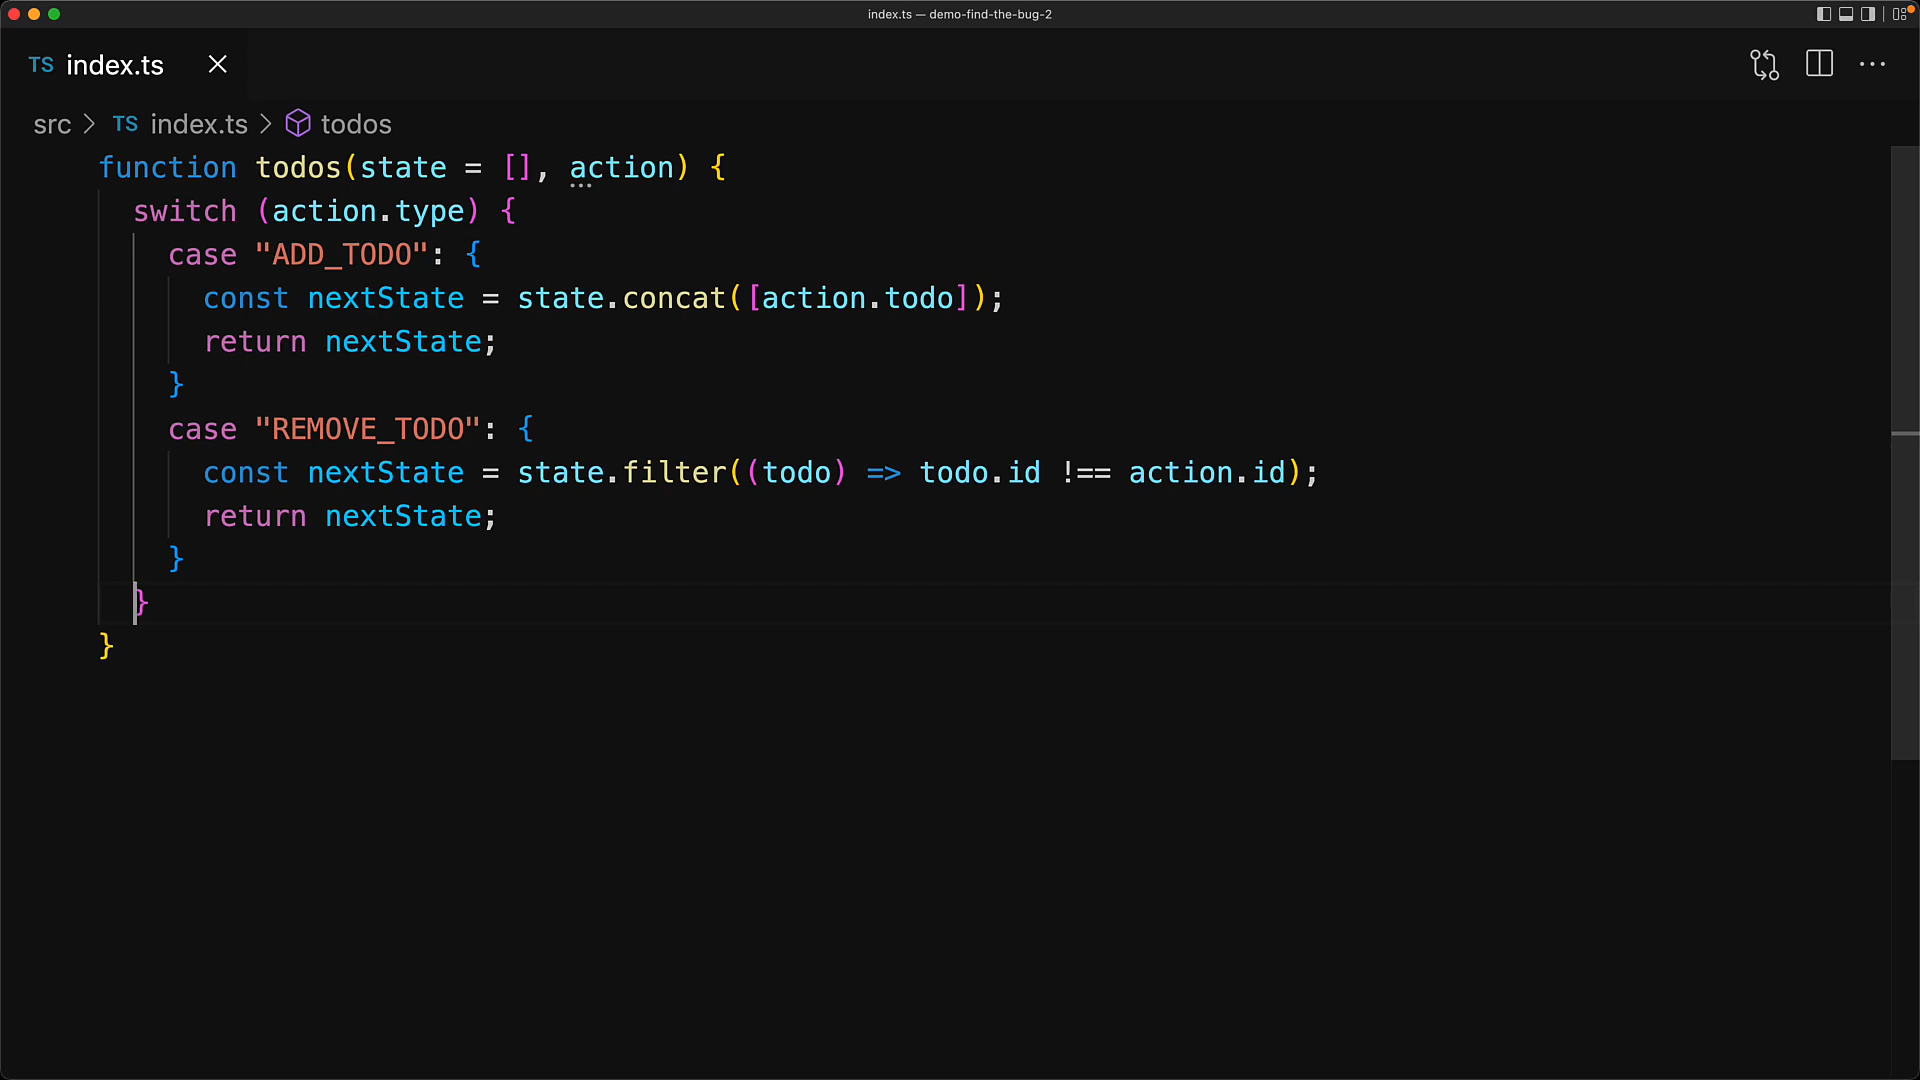 index.ts — demo-find-the-bug-2
TS index.ts
src > TS index.ts > todos
function todos(state = [], action) {
switch (action.type) {
case "ADD_TODO": {
const nextState = state.concat([action.todo]);
return nextState;
}
case "REMOVE_TODO": {
const nextState = state.filter((todo) => todo.id !== action.id);
return nextState;
}
}
}